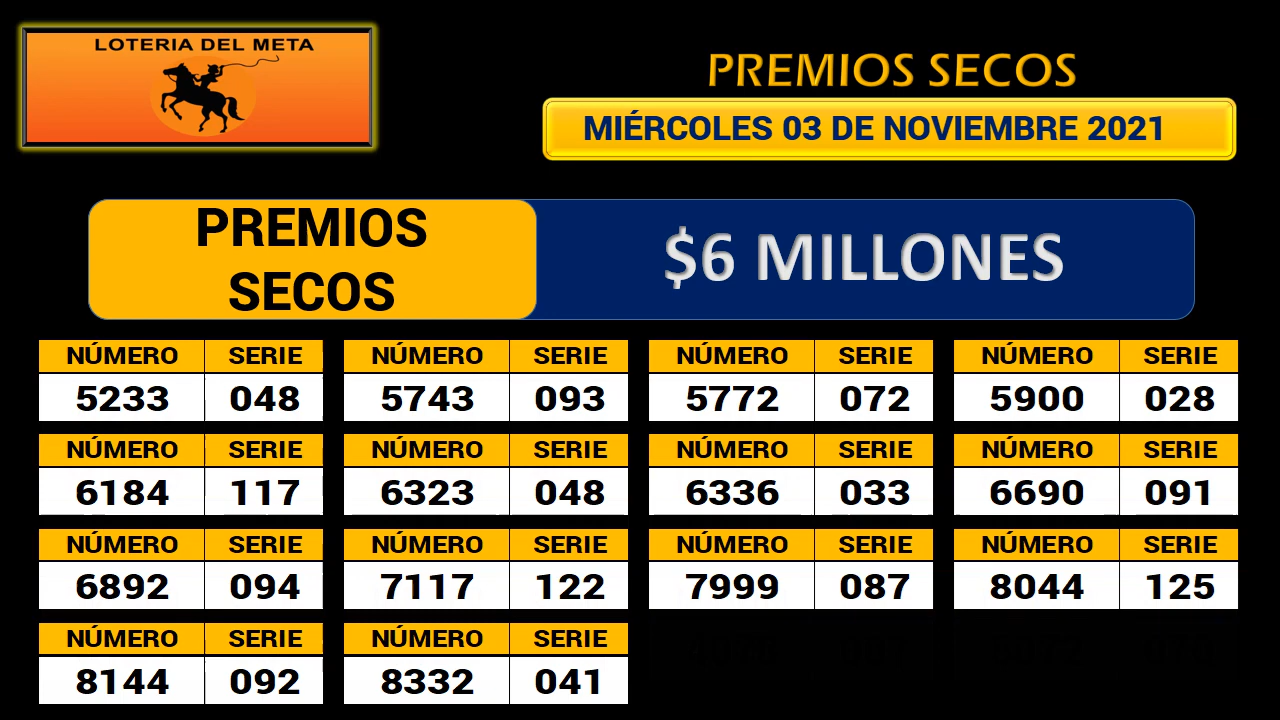 LOTERIA DEL META
PREMIOS SECOS
MIÉRCOLES 03 DE NOVIEMBRE 2021
PREMIOS
SECOS
$6 MILLONES
NÚMERO SERIE NÚMERO SERIE NÚMERO SERIE NÚMERO SERIE
5233 048 5743 093 5772 072 5900 028
NÚMERO SERIE NÚMERO SERIE NÚMERO SERIE NÚMERO SERIE
6184 117 6323 048 6336 033 6690 091
NÚMERO SERIE NÚMERO SERIE NÚMERO SERIE NÚMERO SERIE
6892 094 7117 122 7999 087 8044 125
NÚMERO SERIE NÚMERO SERIE
8144 092 8332 041